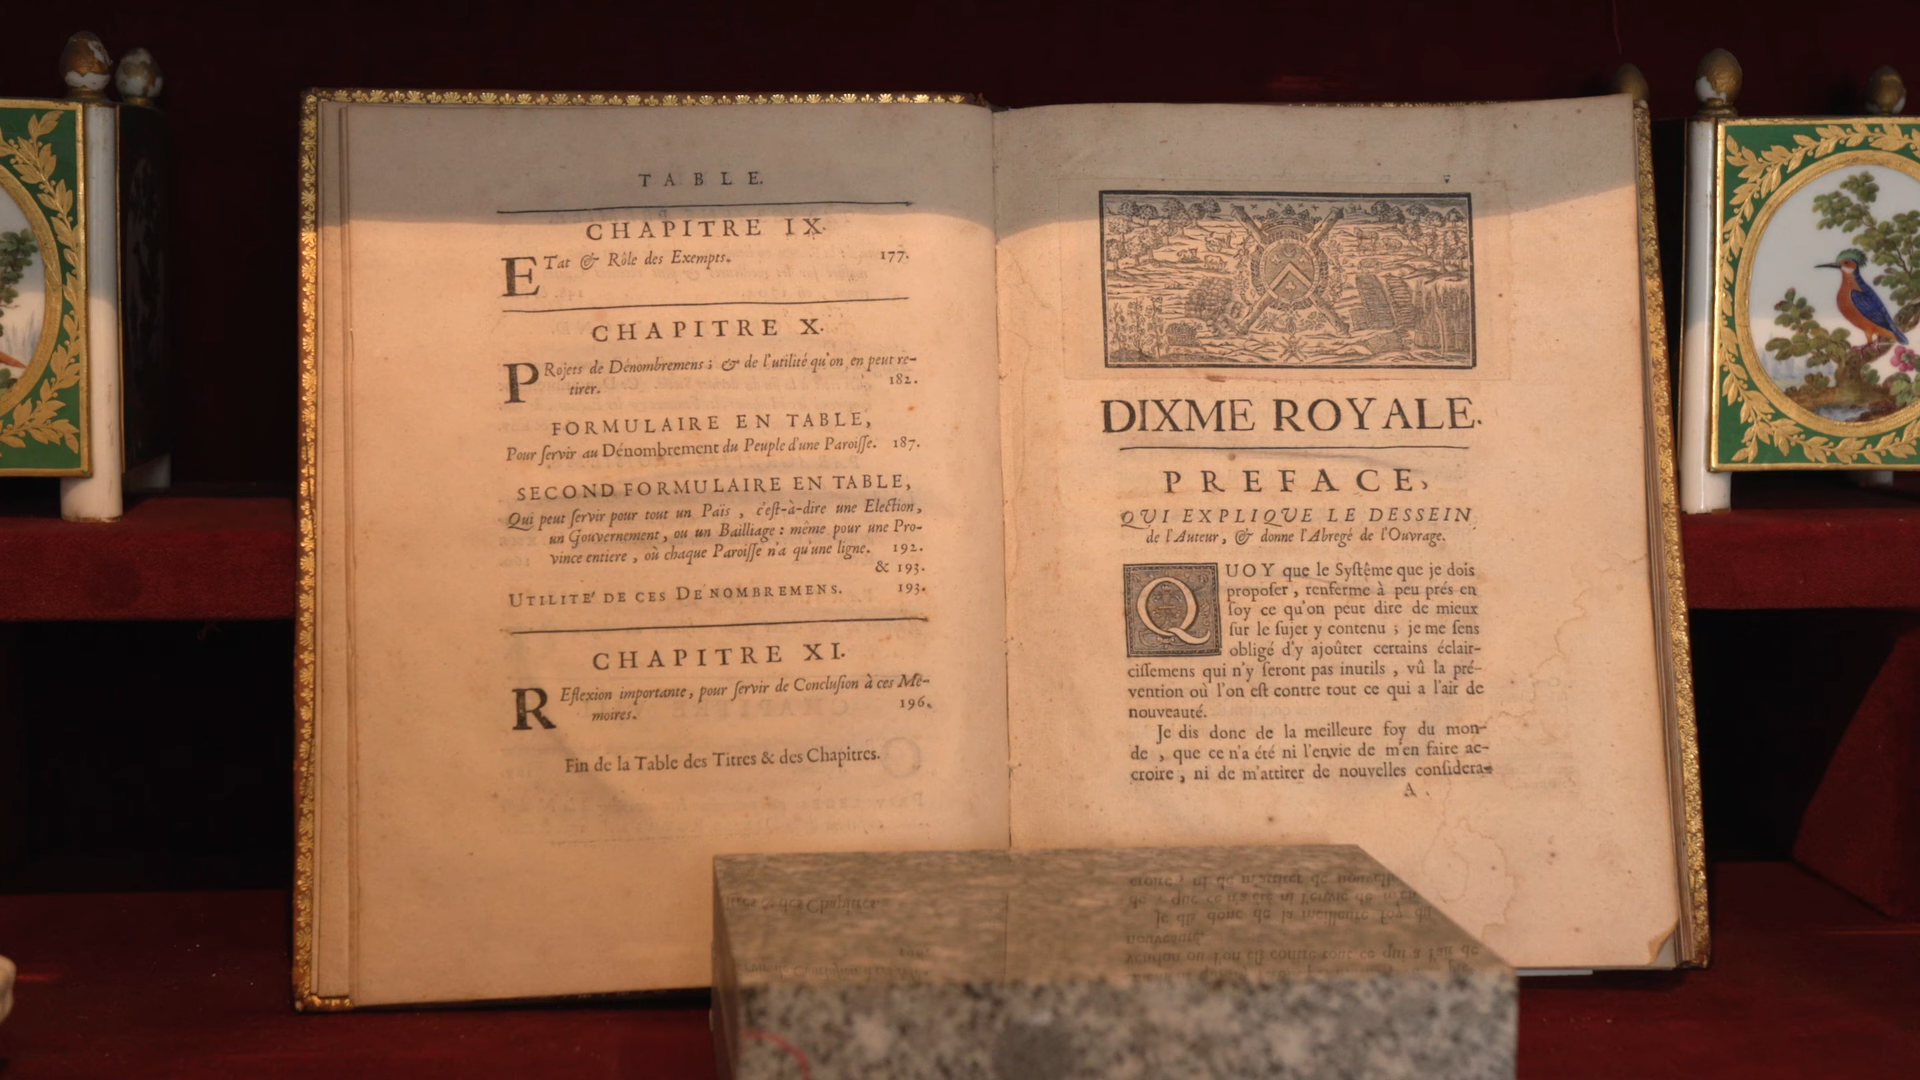 TABLE.
CHAPITRE IX.
ETat & Rôle des Exempts. 177.
CHAPITRE X.
PRojets de Dénombremens ; & de l'utilité qu'on en peut re-
tirer. 182.
FORMULAIRE EN TABLE,
Pour ſervir au Dénombrement du Peuple d'une Paroiſſe. 187.
SECOND FORMULAIRE EN TABLE,
Qui peut ſervir pour tout un Païs , c'eſt-à-dire une Election,
un Gouvernement, ou un Bailliage : même pour une Pro-
vince entiere , où chaque Paroiſſe n'a qu'une ligne. 192.
& 193.
UTILITE' DE CES DENOMBREMENS. 193.
CHAPITRE XI.
REflexion importante, pour ſervir de Concluſion à ces Mé-
moires. 196.
Fin de la Table des Titres & des Chapitres.
DIXME ROYALE.
PREFACE,
QUI EXPLIQUE LE DESSEIN
de l'Auteur, & donne l'Abregé de l'Ouvrage.
QUOY que le Syſtême que je dois
propoſer, renferme à peu prés en
ſoy ce qu'on peut dire de mieux
ſur le ſujet y contenu ; je me ſens
obligé d'y ajoûter certains éclair-
ciſſemens qui n'y ſeront pas inutils , vû la pré-
vention où l'on eſt contre tout ce qui a l'air de
nouveauté.
Je dis donc de la meilleure foy du mon-
de , que ce n'a été ni l'envie de m'en faire ac-
croire , ni de m'attirer de nouvelles conſidera-
A